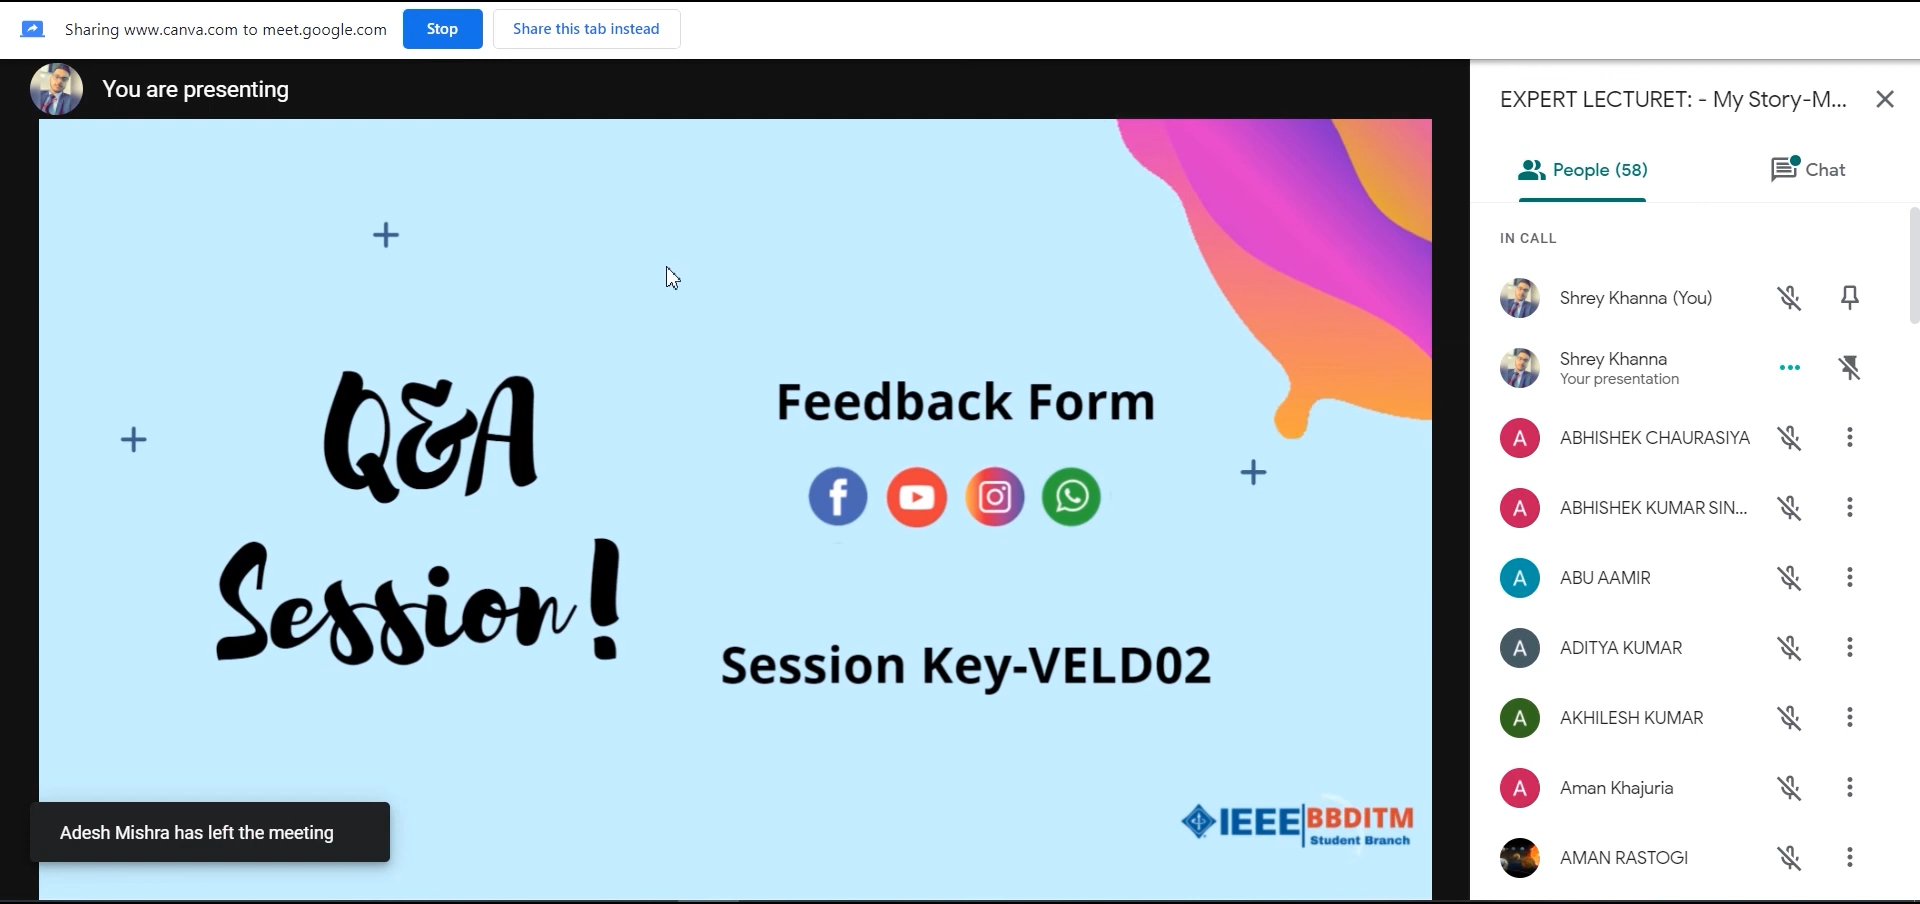 Sharing www.canva.com to meet.google.com
Stop
Share this tab instead
You are presenting
Q&A
Session!
Feedback Form
Session Key-VELD02
IEEE BBDITM
Student Branch
Adesh Mishra has left the meeting
EXPERT LECTURET: - My Story-M...
People (58)
Chat
IN CALL
Shrey Khanna (You)
Shrey Khanna
Your presentation
A ABHISHEK CHAURASIYA
A ABHISHEK KUMAR SIN...
A ABU AAMIR
A ADITYA KUMAR
A AKHILESH KUMAR
A Aman Khajuria
AMAN RASTOGI